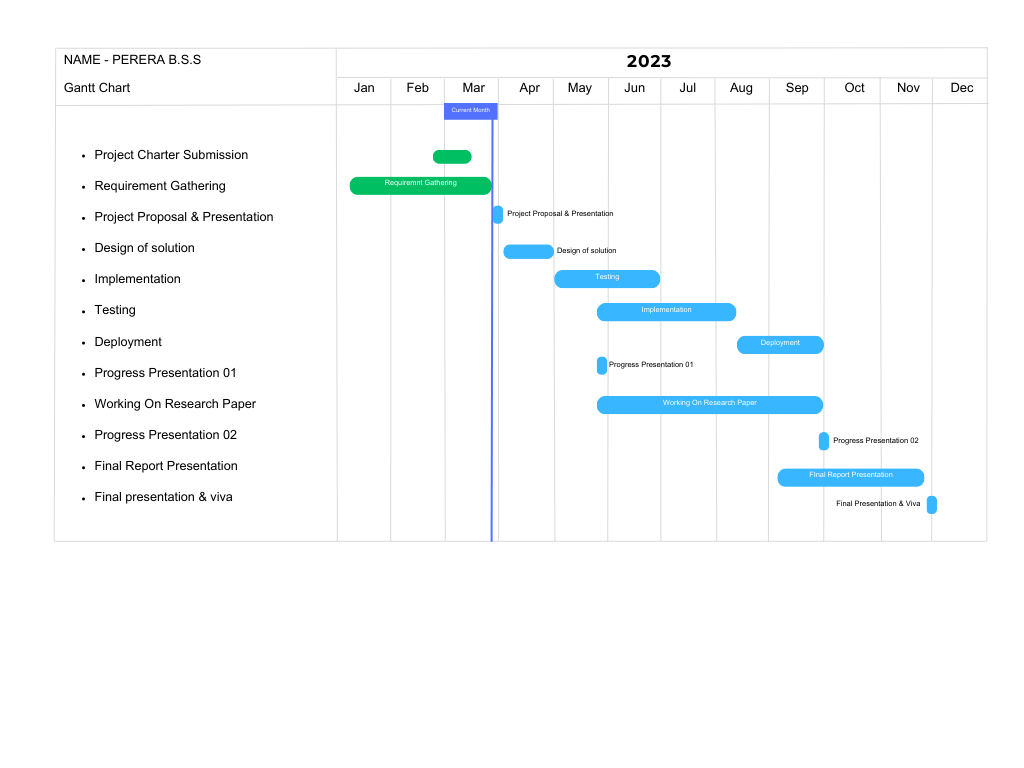 NAME - PERERA B.S.S
2023
Gantt Chart
Jan Feb Mar Apr May Jun Jul Aug Sep Oct Nov Dec
Current Month
• Project Charter Submission
• Requirement Gathering
Requiremnt Gathering
• Project Proposal & Presentation
Project Proposal & Presentation
• Design of solution
Design of solution
• Implementation
Testing
• Testing
Implementation
• Deployment
Deployment
• Progress Presentation 01
Progress Presentation 01
• Working On Research Paper
Working On Research Paper
• Progress Presentation 02
Progress Presentation 02
• Final Report Presentation
FInal Report Presentation
• Final presentation & viva
Final Presentation & Viva